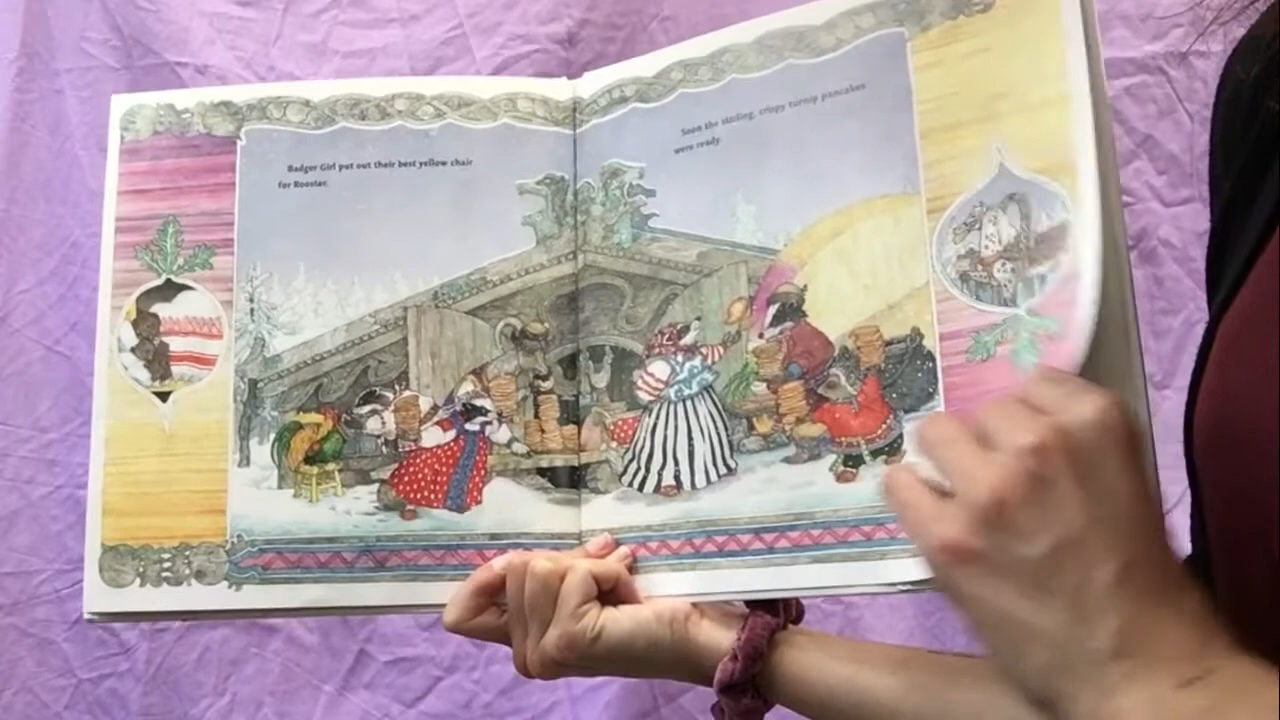 Badger Girl put out their best yellow chair
for Rooster.
Soon the sizzling, crispy turnip pancakes
were ready.